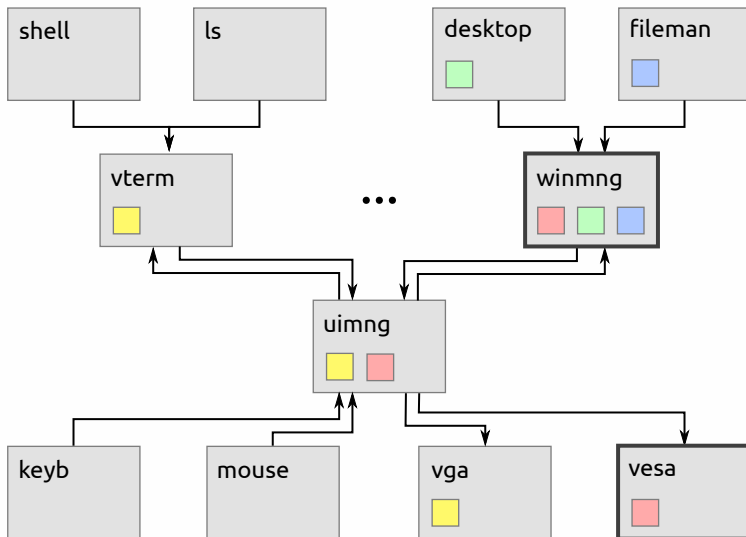 shell
ls
desktop
fileman
vterm
...
winmng
uimng
keyb
mouse
vga
vesa